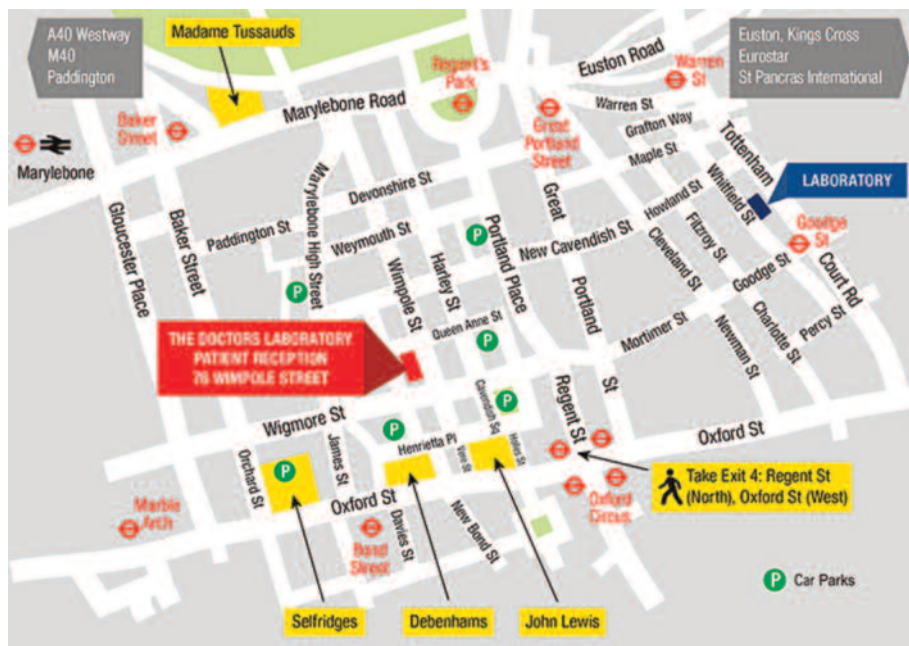 A40 Westway
M40
Paddington
Madame Tussauds
Euston, Kings Cross
Eurostar
St Pancras International
Euston Road
Warren St
Regent's
Park
Marylebone Road
Baker
Street
Marylebone
Great
Portland
Street
Warren St
Grafton Way
Maple St
Tottenham
Court Rd
LABORATORY
Whitfield St
Howland St
Goodge St
Devonshire St
Marylebone High Street
Paddington St
Weymouth St
Gloucester Place
Baker Street
Wimpole St
Harley St
Portland Place
New Cavendish St
Great
Portland
St
Cleveland St
Fitzroy St
Goodge St
Percy St
Charlotte St
Newman St
Mortimer St
P
P
Queen Anne St
P
THE DOCTORS LABORATORY
PATIENT RECEPTION
76 WIMPOLE STREET
Cavendish Sq
P
Regent St
Wigmore St
P
Henrietta Pl
Vere St
Holles St
Oxford St
James St
Orchard St
P
Oxford St
Take Exit 4: Regent St
(North), Oxford St (West)
Oxford
Circus
Marble
Arch
Bond
Street
Davies St
New Bond St
P Car Parks
Selfridges
Debenhams
John Lewis